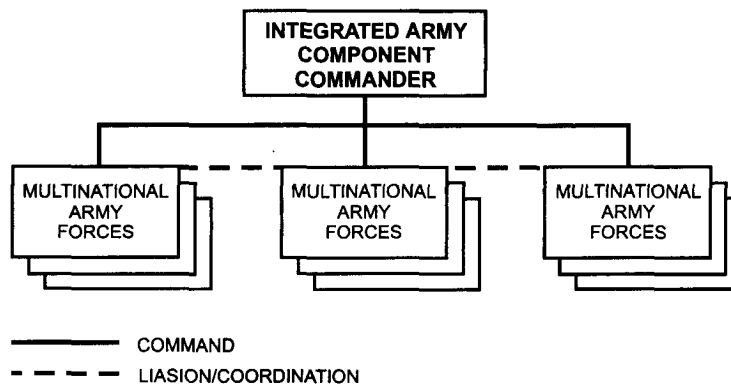 INTEGRATED ARMY
COMPONENT
COMMANDER
MULTINATIONAL
ARMY
FORCES
MULTINATIONAL
ARMY
FORCES
MULTINATIONAL
ARMY
FORCES
COMMAND
LIASION/COORDINATION